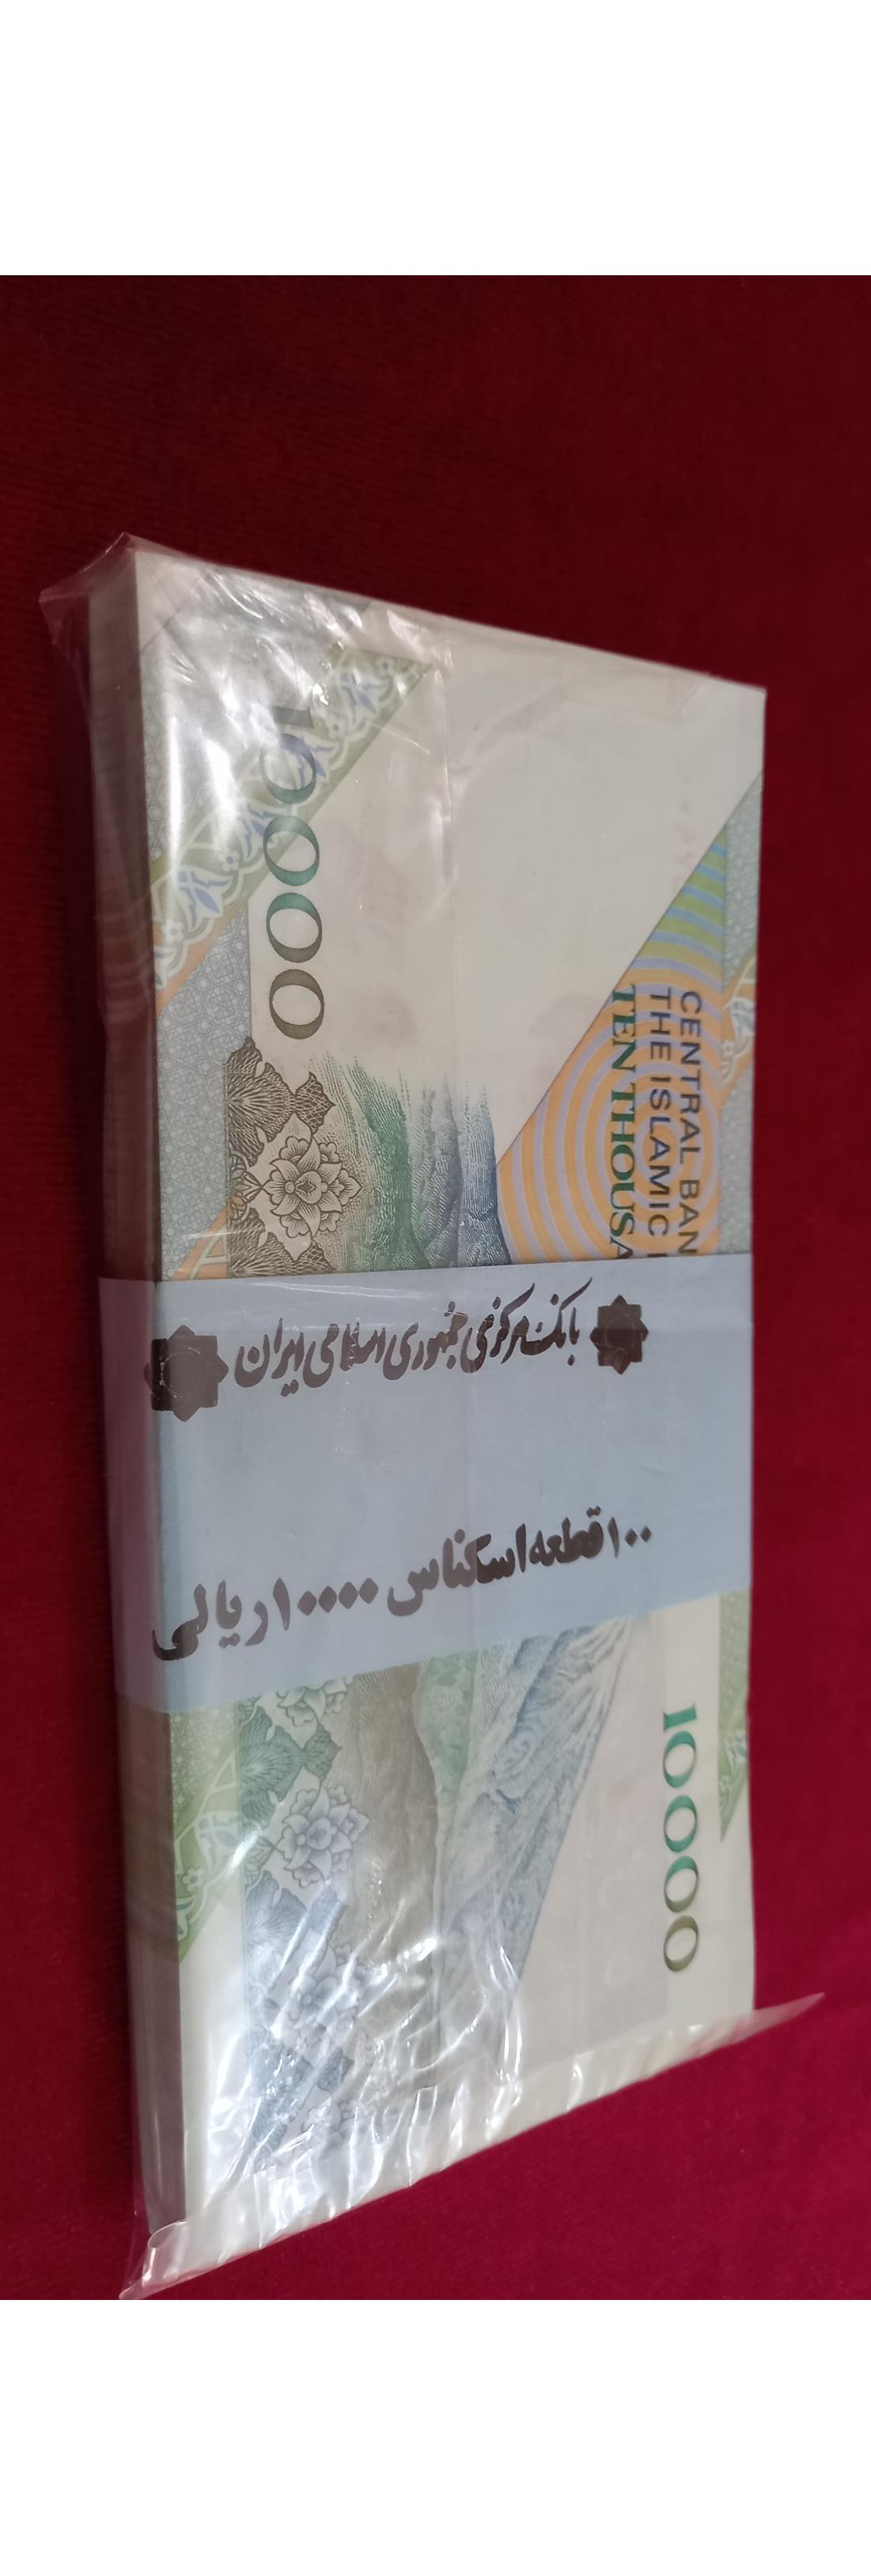 10000
CENTRAL BAN
THE ISLAMIC
TEN THOUSA
بانک مرکزی جمهوری اسلامی ایران
۱۰۰ قطعه اسکناس ۱۰۰۰۰ ریالی
10000